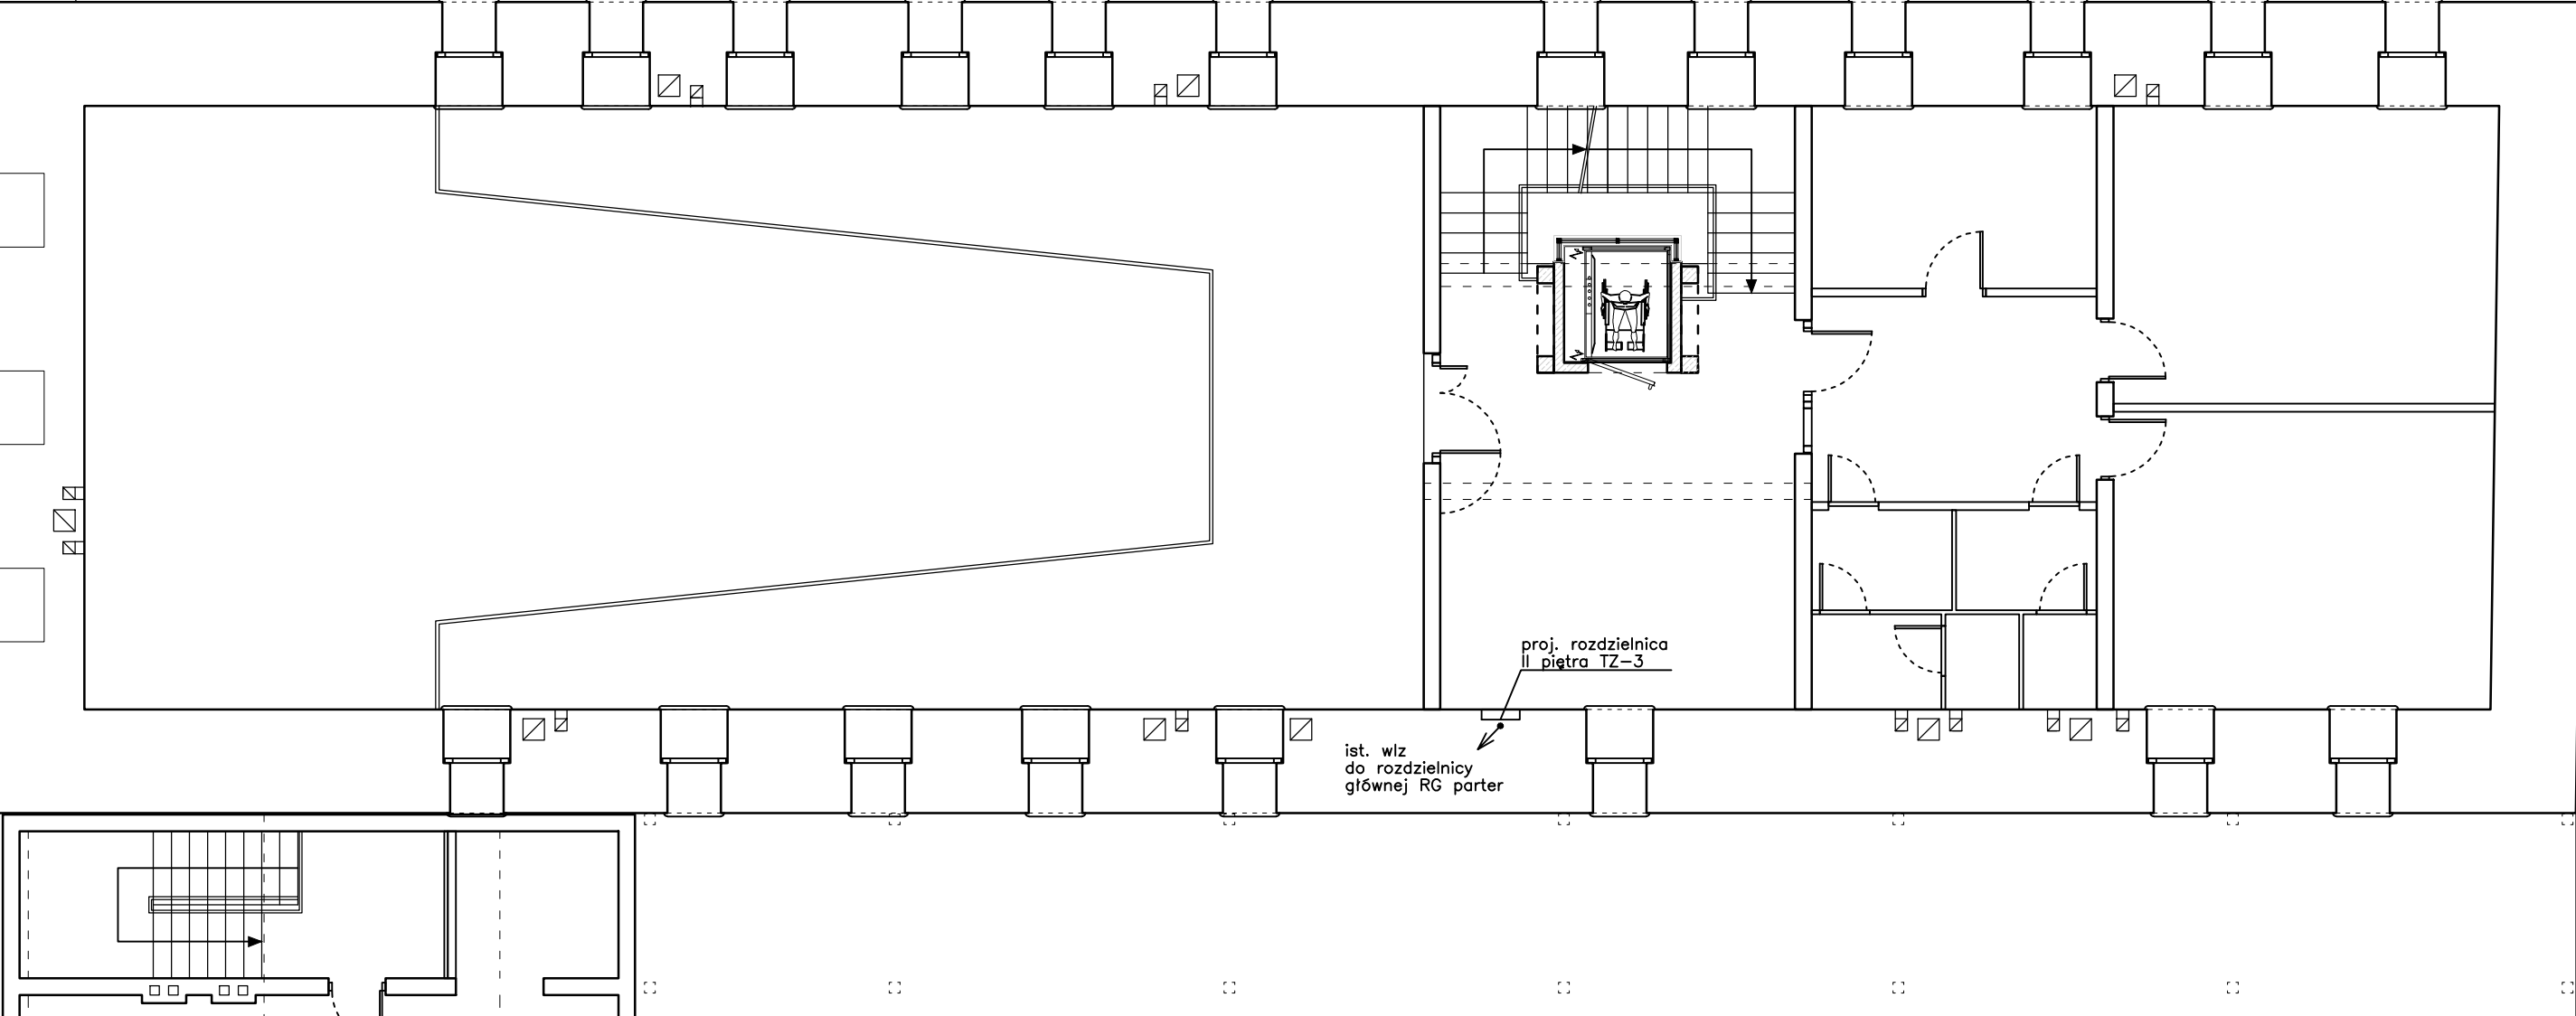 proj. rozdzielnica
II piętra TZ-3
ist. wlz
do rozdzielnicy
głównej RG parter